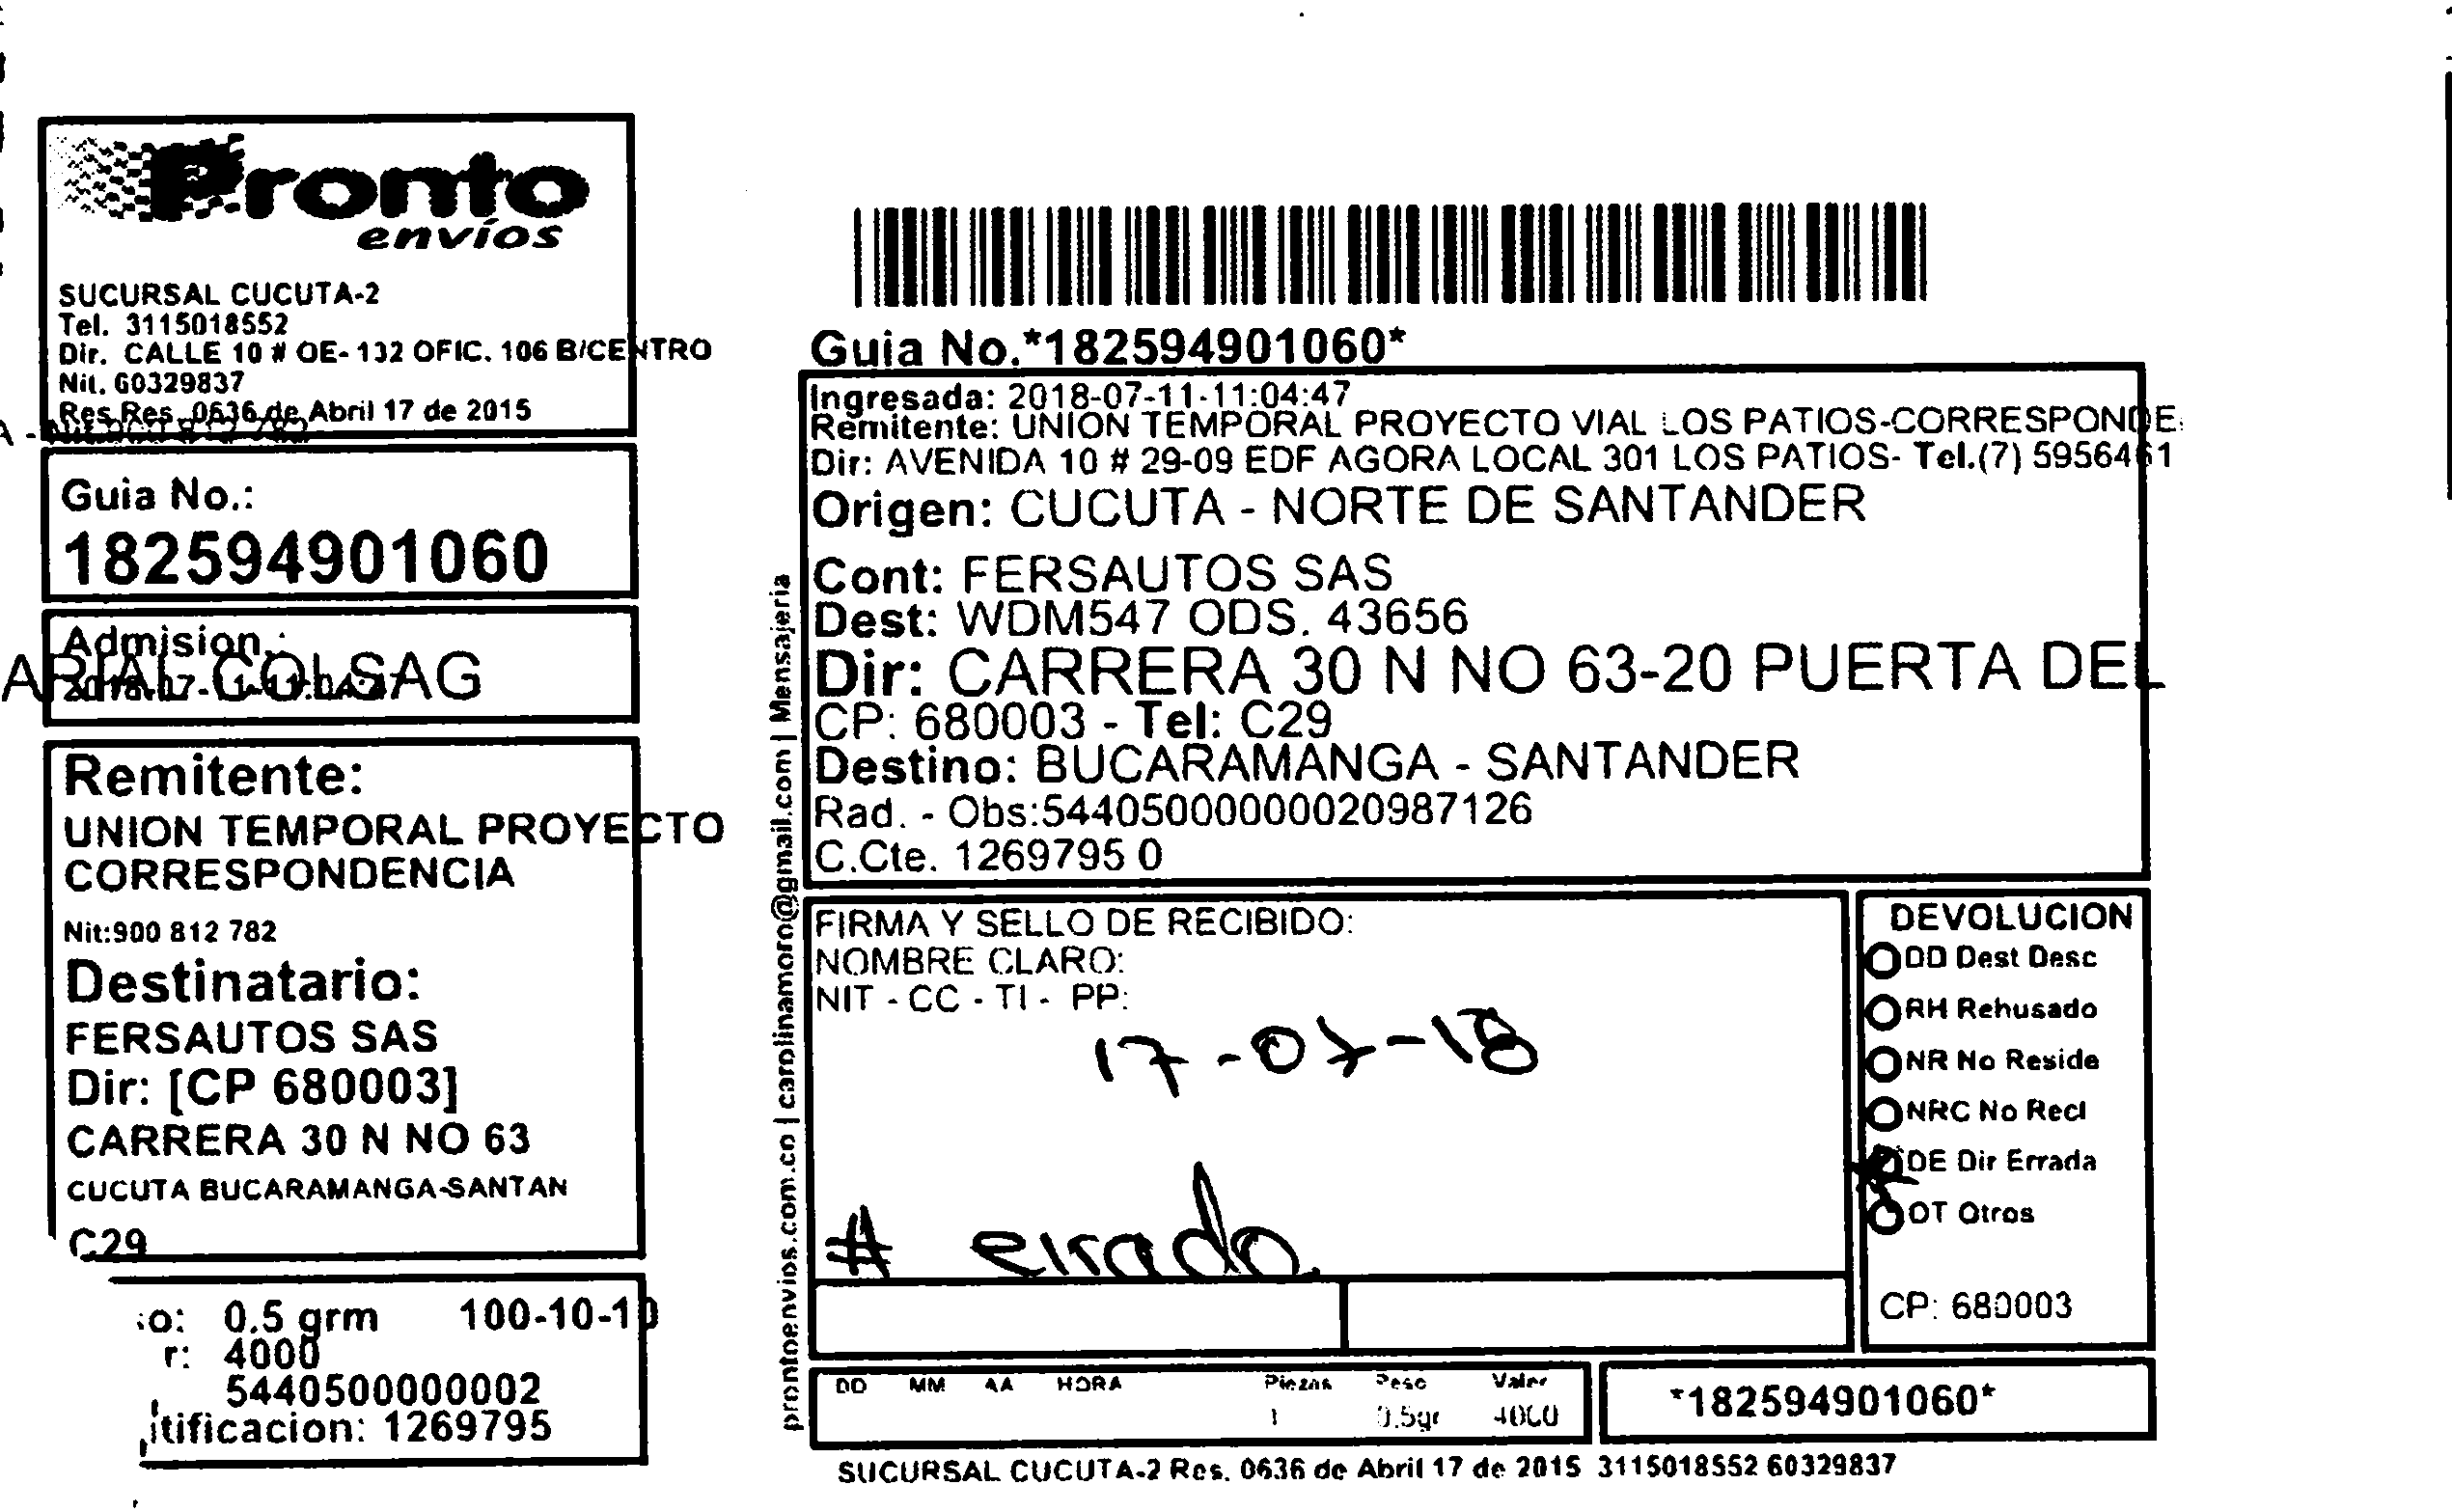 Pronto
envíos
SUCURSAL CUCUTA-2
Tel. 3115018552
Dir. CALLE 10 # OE- 132 OFIC. 106 B/CENTRO
Nit. 60329837
Res Res. 0636 de Abril 17 de 2015
Guia No.:
182594901060
Admision.:
ARIAL COLSAG
Remitente:
UNION TEMPORAL PROYECTO
CORRESPONDENCIA
Nit:900 812 782
Destinatario:
FERSAUTOS SAS
Dir: [CP 680003]
CARRERA 30 N NO 63
CUCUTA BUCARAMANGA-SANTAN
C29
o: 0.5 grm 100-10-10
r: 4000
5440500000002
tificacion: 1269795
prontoenvios.com.co | carolinamoro@gmail.com | Mensajeria
Guia No.*182594901060*
Ingresada: 2018-07-11-11:04:47
Remitente: UNION TEMPORAL PROYECTO VIAL LOS PATIOS-CORRESPONDE
Dir: AVENIDA 10 # 29-09 EDF AGORA LOCAL 301 LOS PATIOS- Tel.(7) 5956461
Origen: CUCUTA - NORTE DE SANTANDER
Cont: FERSAUTOS SAS
Dest: WDM547 ODS. 43656
Dir: CARRERA 30 N NO 63-20 PUERTA DEL
CP: 680003 - Tel: C29
Destino: BUCARAMANGA - SANTANDER
Rad. - Obs:544050000000020987126
C.Cte. 1269795 0
FIRMA Y SELLO DE RECIBIDO:
NOMBRE CLARO:
NIT - CC - TI - PP:
17-07-18
# errado.
DEVOLUCION
DD Dest Desc
RH Rehusado
NR No Reside
NRC No Recl
DE Dir Errada
OT Otros
CP: 680003
DD MM AA HORA Piezas Peso Valor
1 0.5gr 4000
*182594901060*
SUCURSAL CUCUTA-2 Res. 0636 de Abril 17 de 2015 3115018552 60329837